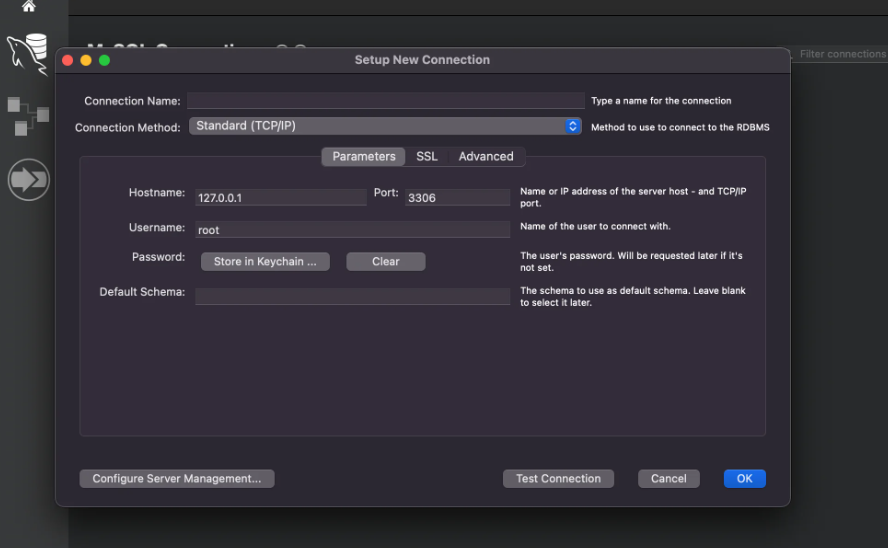 Setup New Connection
Filter connections
Connection Name:
Type a name for the connection
Connection Method: Standard (TCP/IP)
Method to use to connect to the RDBMS
Parameters SSL Advanced
Hostname: 127.0.0.1 Port: 3306
Name or IP address of the server host - and TCP/IP
port.
Username: root
Name of the user to connect with.
Password: Store in Keychain ... Clear
The user's password. Will be requested later if it's
not set.
Default Schema:
The schema to use as default schema. Leave blank
to select it later.
Configure Server Management... Test Connection Cancel OK